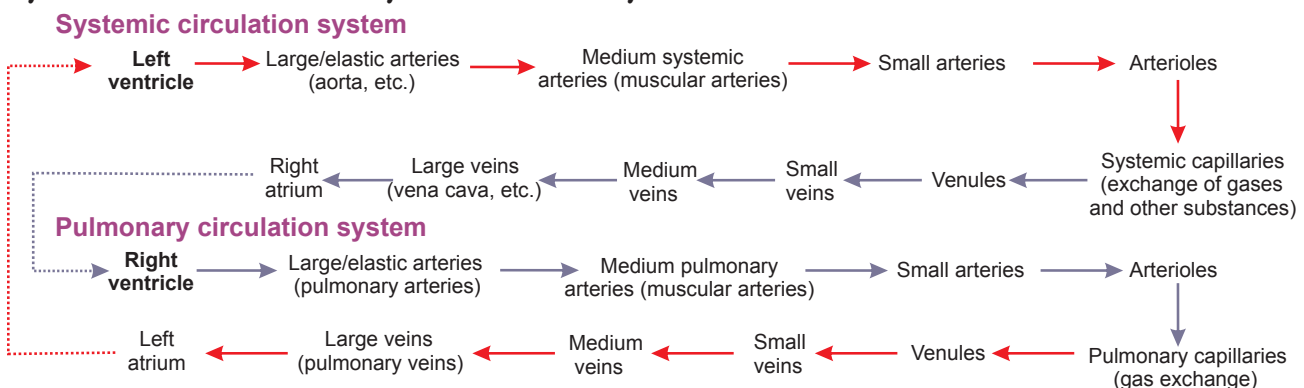 Systemic circulation system
Left
ventricle
Large/elastic arteries
(aorta, etc.)
Medium systemic
arteries (muscular arteries)
Small arteries
Arterioles
Right
atrium
Large veins
(vena cava, etc.)
Medium
veins
Small
veins
Venules
Systemic capillaries
(exchange of gases
and other substances)
Pulmonary circulation system
Right
ventricle
Large/elastic arteries
(pulmonary arteries)
Medium pulmonary
arteries (muscular arteries)
Small arteries
Arterioles
Left
atrium
Large veins
(pulmonary veins)
Medium
veins
Small
veins
Venules
Pulmonary capillaries
(gas exchange)